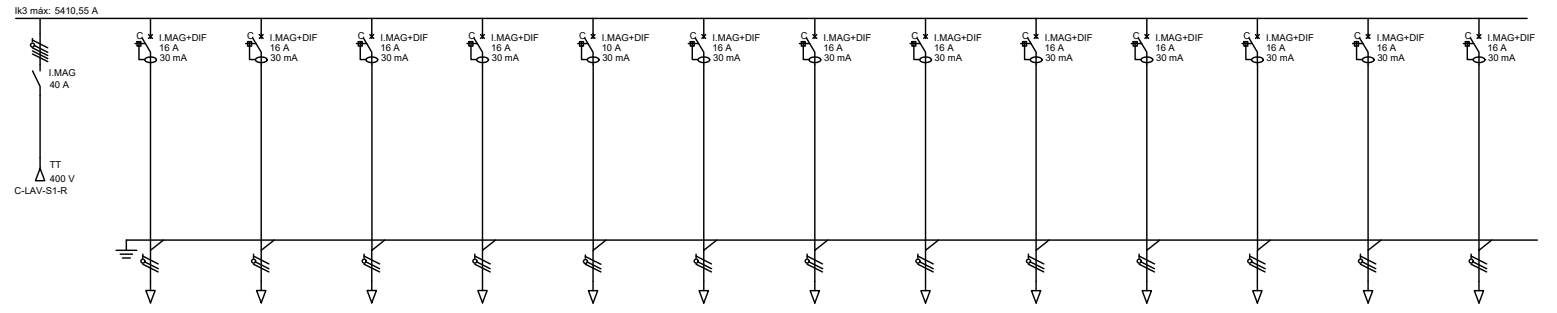 Ik3 máx: 5410,55 A
I.MAG
40 A
TT
400 V
C-LAV-S1-R
C
I.MAG+DIF
16 A
30 mA
C
I.MAG+DIF
16 A
30 mA
C
I.MAG+DIF
16 A
30 mA
C
I.MAG+DIF
16 A
30 mA
C
I.MAG+DIF
10 A
30 mA
C
I.MAG+DIF
16 A
30 mA
C
I.MAG+DIF
16 A
30 mA
C
I.MAG+DIF
16 A
30 mA
C
I.MAG+DIF
16 A
30 mA
C
I.MAG+DIF
16 A
30 mA
C
I.MAG+DIF
16 A
30 mA
C
I.MAG+DIF
16 A
30 mA
C
I.MAG+DIF
16 A
30 mA